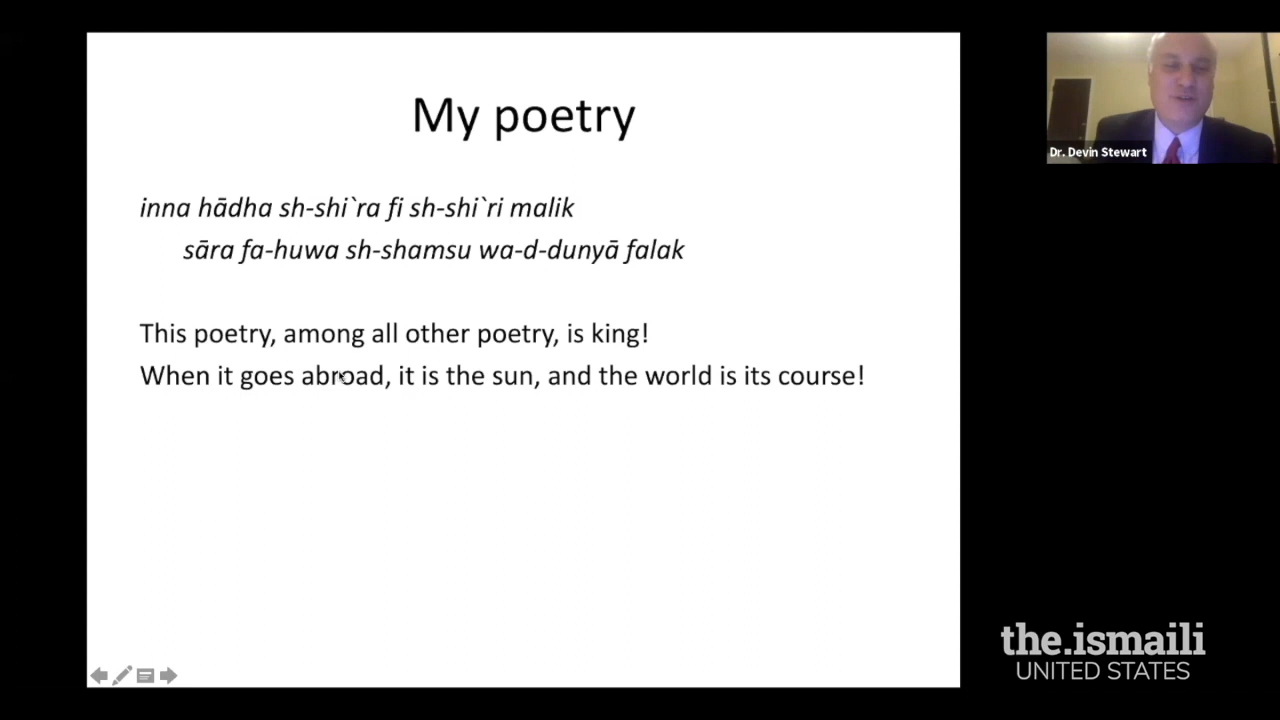 My poetry
inna hādha sh-shi`ra fi sh-shi`ri malik
sāra fa-huwa sh-shamsu wa-d-dunyā falak
This poetry, among all other poetry, is king!
When it goes abroad, it is the sun, and the world is its course!
Dr. Devin Stewart
the.ismaili
UNITED STATES